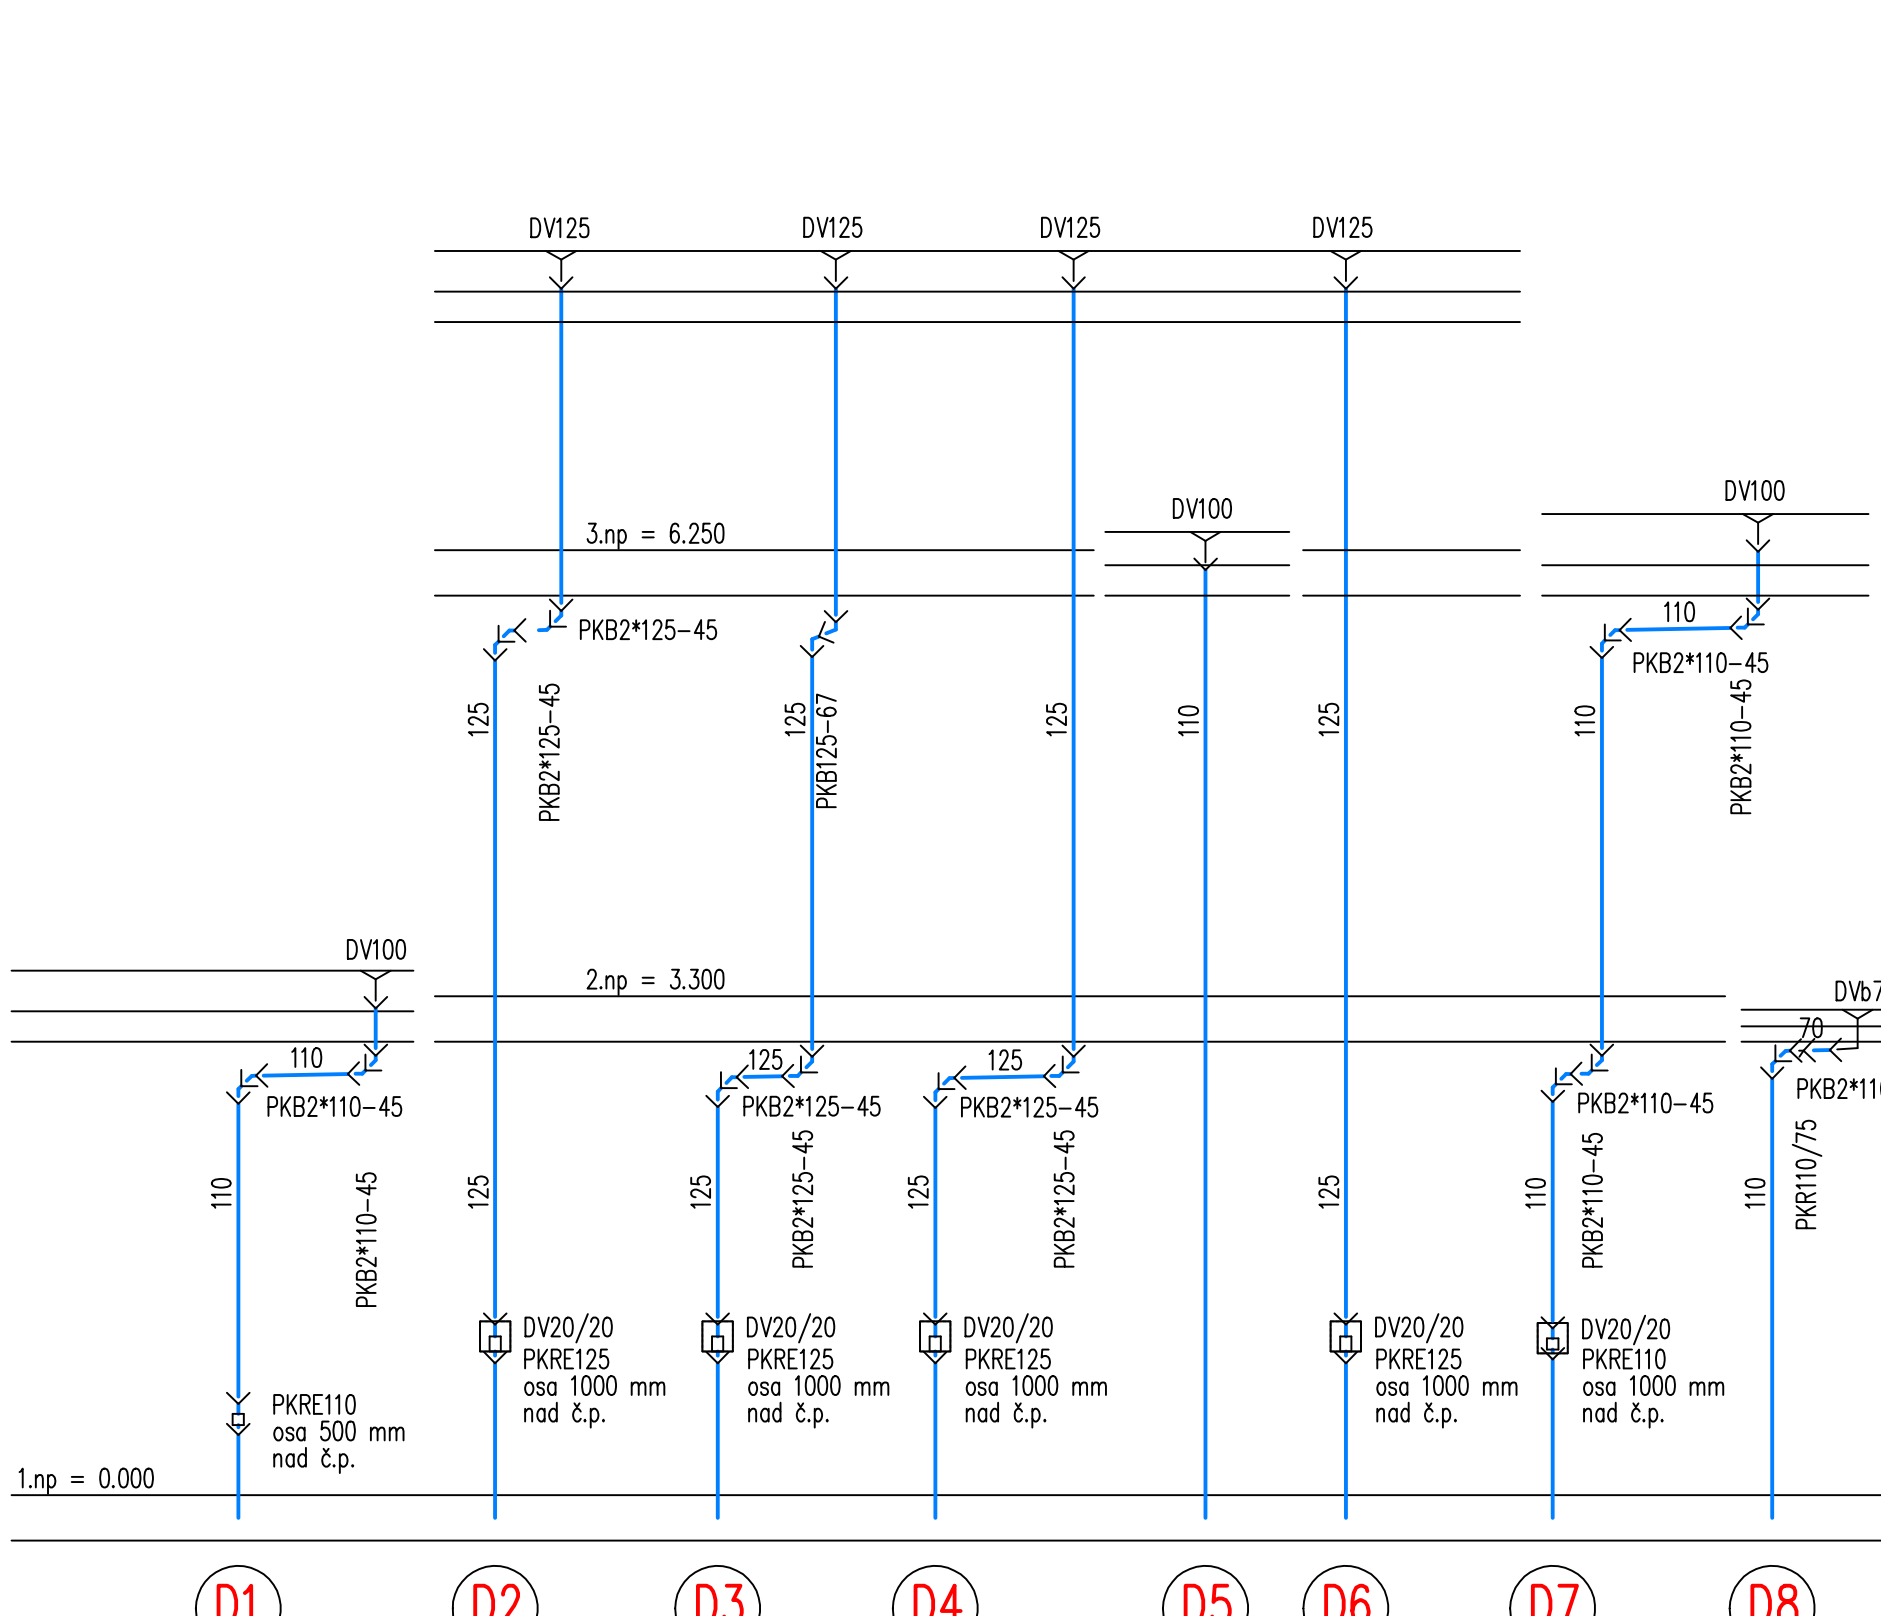 DV125
DV125
DV125
DV125
DV100
DV100
3.np = 6.250
110
PKB2*125-45
PKB2*110-45
125
PKB2*125-45
125
PKB125-67
125
110
125
110
PKB2*110-45
DV100
2.np = 3.300
DVb7
70
110
125
125
PKB2*110-45
PKB2*125-45
PKB2*125-45
PKB2*110-45
PKB2*11
110
PKB2*110-45
125
125
PKB2*125-45
125
PKB2*125-45
125
110
PKB2*110-45
110
PKR110/75
DV20/20
PKRE125
osa 1000 mm
nad č.p.
DV20/20
PKRE125
osa 1000 mm
nad č.p.
DV20/20
PKRE125
osa 1000 mm
nad č.p.
DV20/20
PKRE125
osa 1000 mm
nad č.p.
DV20/20
PKRE110
osa 1000 mm
nad č.p.
PKRE110
osa 500 mm
nad č.p.
1.np = 0.000
D1
D2
D3
D4
D5
D6
D7
D8